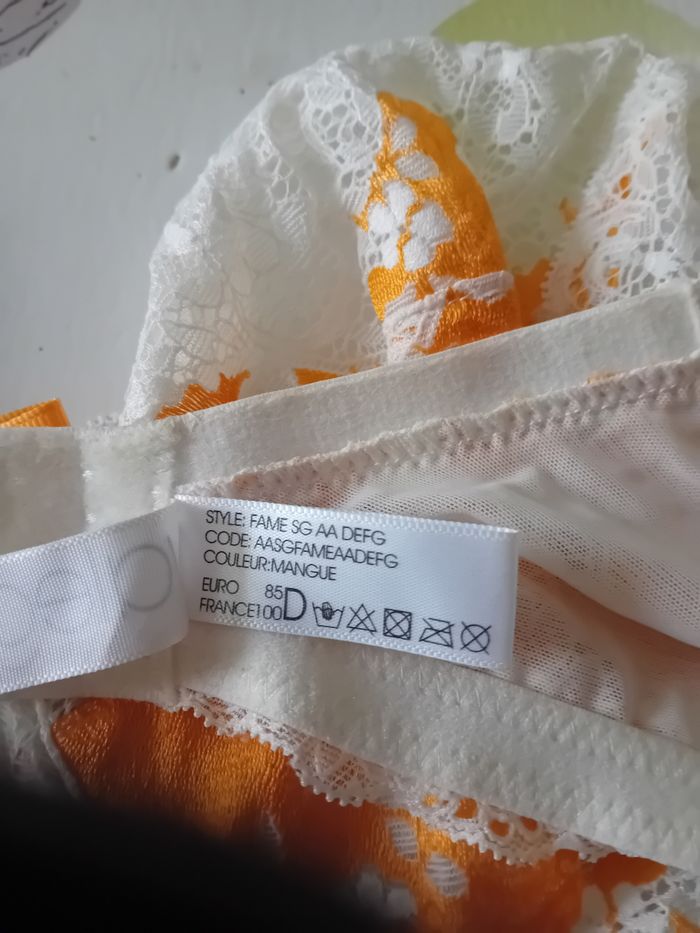 STYLE: FAME SG AA DEFG
CODE: AASGFAMEAADEFG
COULEUR:MANGUE
EURO 85
FRANCE100D